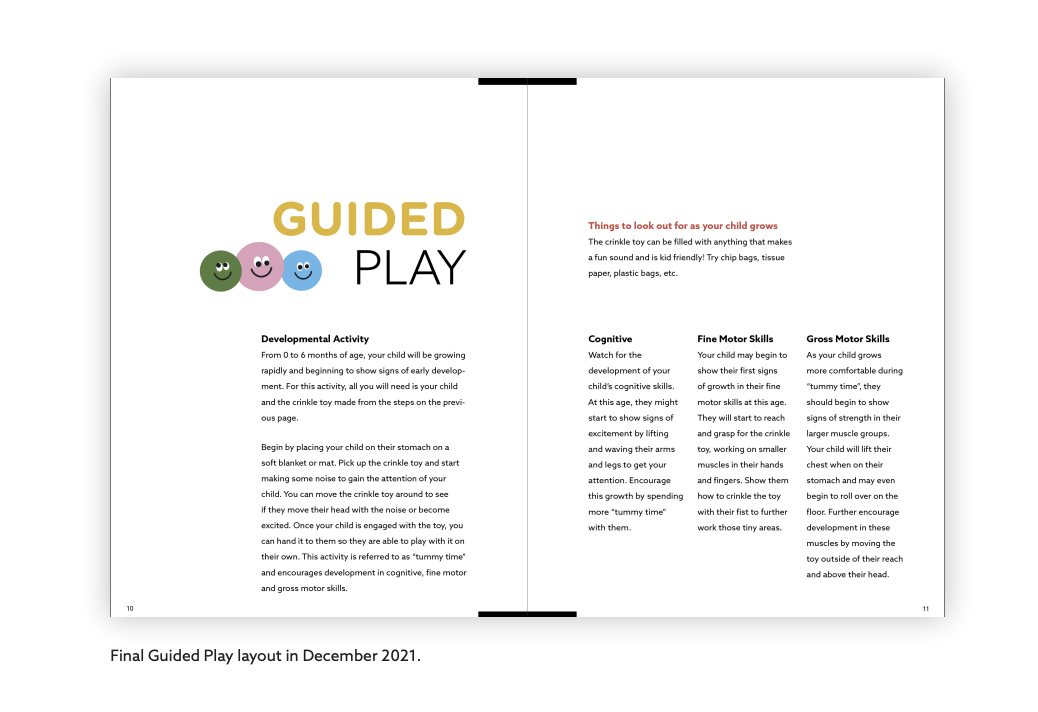 GUIDED
PLAY
Developmental Activity
From 0 to 6 months of age, your child will be growing
rapidly and beginning to show signs of early develop-
ment. For this activity, all you will need is your child
and the crinkle toy made from the steps on the previ-
ous page.
Begin by placing your child on their stomach on a
soft blanket or mat. Pick up the crinkle toy and start
making some noise to gain the attention of your
child. You can move the crinkle toy around to see
if they move their head with the noise or become
excited. Once your child is engaged with the toy, you
can hand it to them so they are able to play with it on
their own. This activity is referred to as “tummy time”
and encourages development in cognitive, fine motor
and gross motor skills.
10
Things to look out for as your child grows
The crinkle toy can be filled with anything that makes
a fun sound and is kid friendly! Try chip bags, tissue
paper, plastic bags, etc.
Cognitive
Watch for the
development of your
child’s cognitive skills.
At this age, they might
start to show signs of
excitement by lifting
and waving their arms
and legs to get your
attention. Encourage
this growth by spending
more “tummy time”
with them.
Fine Motor Skills
Your child may begin to
show their first signs
of growth in their fine
motor skills at this age.
They will start to reach
and grasp for the crinkle
toy, working on smaller
muscles in their hands
and fingers. Show them
how to crinkle the toy
with their fist to further
work those tiny areas.
Gross Motor Skills
As your child grows
more comfortable during
“tummy time”, they
should begin to show
signs of strength in their
larger muscle groups.
Your child will lift their
chest when on their
stomach and may even
begin to roll over on the
floor. Further encourage
development in these
muscles by moving the
toy outside of their reach
and above their head.
11
Final Guided Play layout in December 2021.